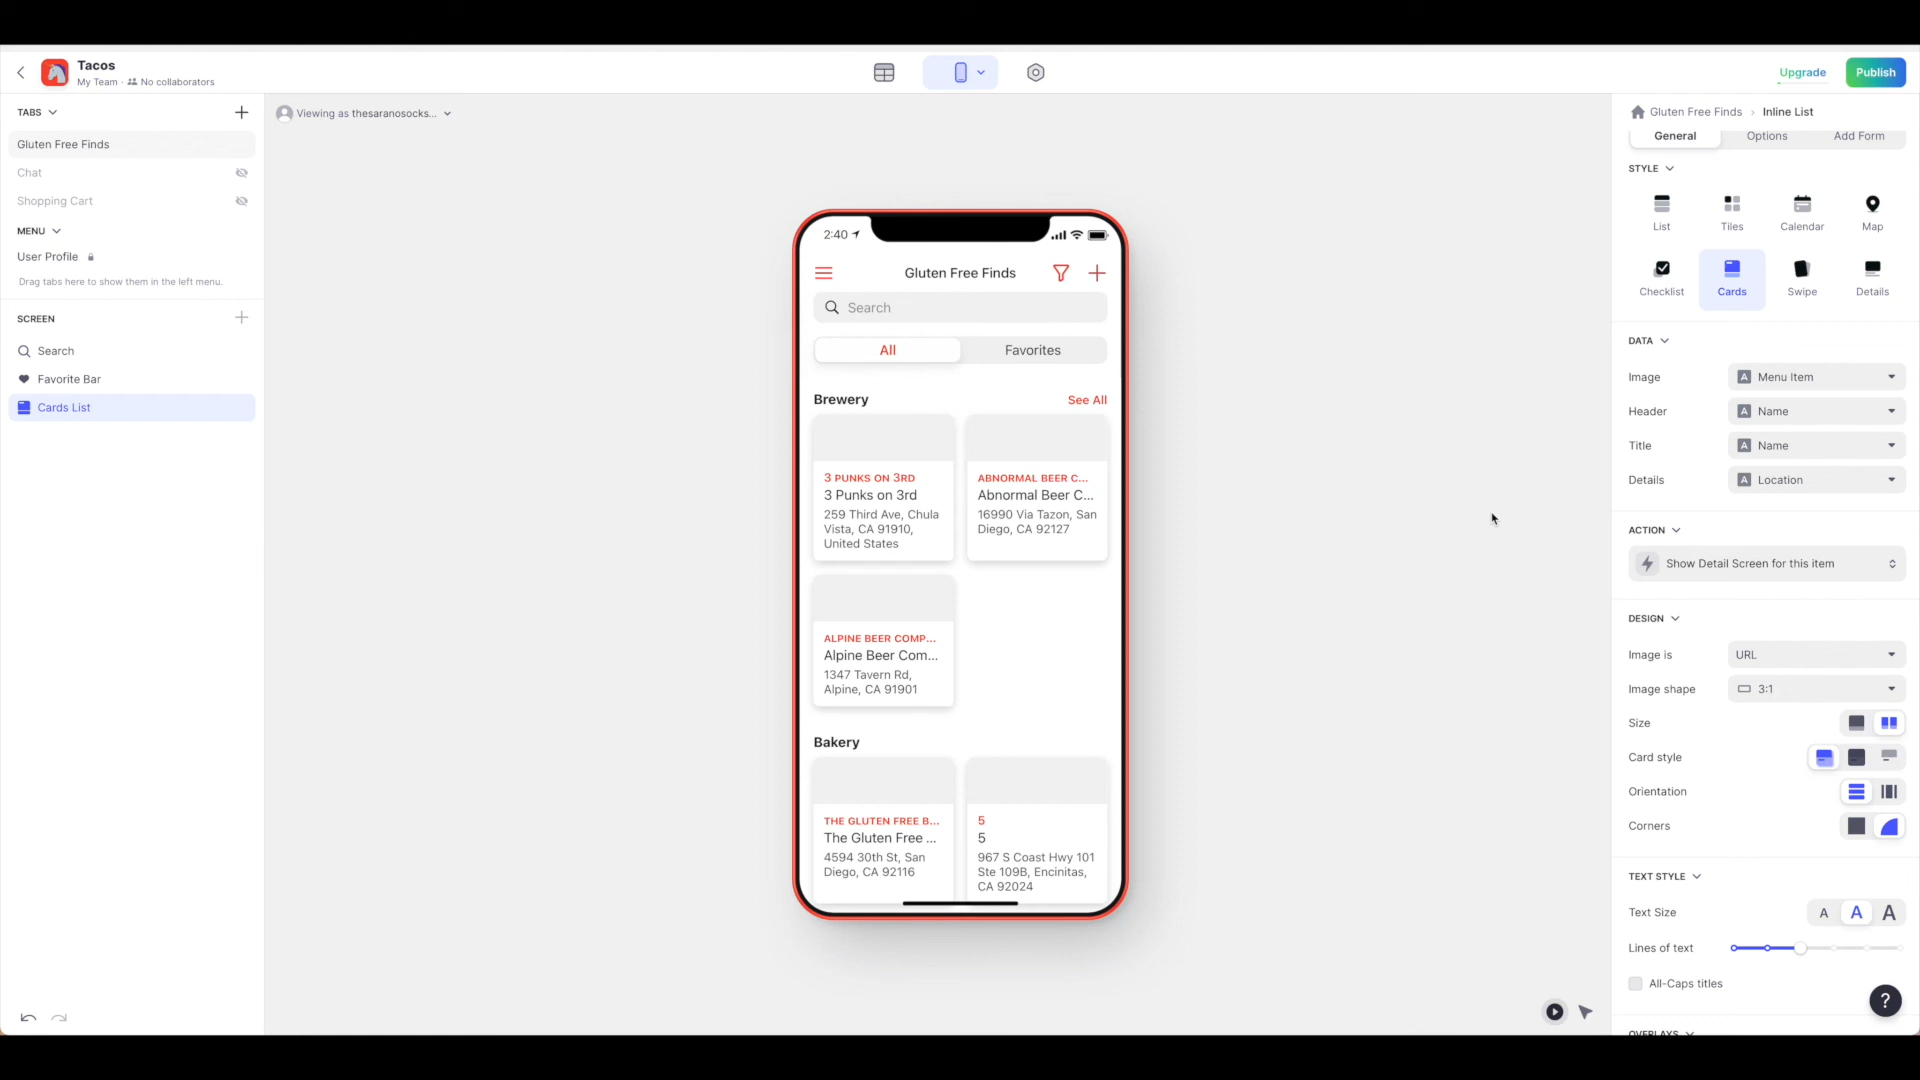 Tacos
My Team · No collaborators
Upgrade
Publish
TABS
Gluten Free Finds
Chat
Shopping Cart
MENU
User Profile
Drag tabs here to show them in the left menu.
SCREEN
Search
Favorite Bar
Cards List
Viewing as thesaranosocks...
2:40
Gluten Free Finds
Search
All
Favorites
Brewery
See All
3 PUNKS ON 3RD
3 Punks on 3rd
259 Third Ave, Chula
Vista, CA 91910,
United States
ABNORMAL BEER C...
Abnormal Beer C...
16990 Via Tazon, San
Diego, CA 92127
ALPINE BEER COMP...
Alpine Beer Com...
1347 Tavern Rd,
Alpine, CA 91901
Bakery
THE GLUTEN FREE B...
The Gluten Free ...
4594 30th St, San
Diego, CA 92116
5
5
967 S Coast Hwy 101
Ste 109B, Encinitas,
CA 92024
Gluten Free Finds › Inline List
General
Options
Add Form
STYLE
List
Tiles
Calendar
Map
Checklist
Cards
Swipe
Details
DATA
Image
A Menu Item
Header
A Name
Title
A Name
Details
A Location
ACTION
Show Detail Screen for this item
DESIGN
Image is
URL
Image shape
3:1
Size
Card style
Orientation
Corners
TEXT STYLE
Text Size
A A A
Lines of text
All-Caps titles
?
OVERLAYS